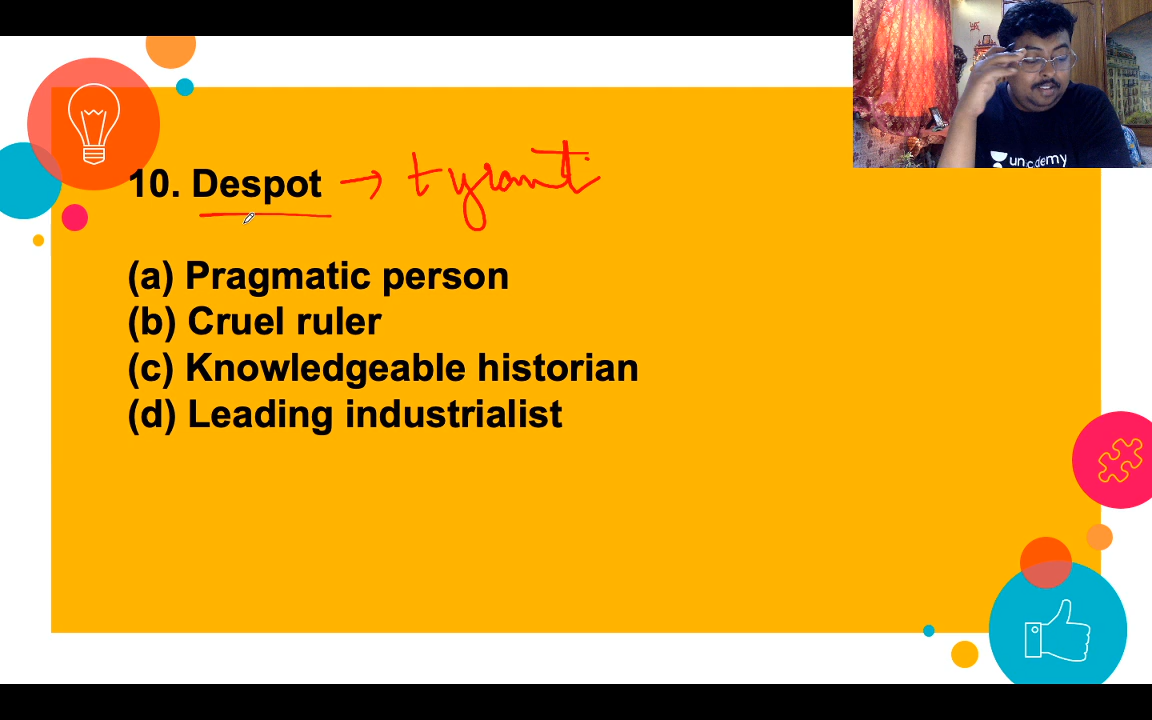 10. Despot → tyrant
(a) Pragmatic person
(b) Cruel ruler
(c) Knowledgeable historian
(d) Leading industrialist
unacademy